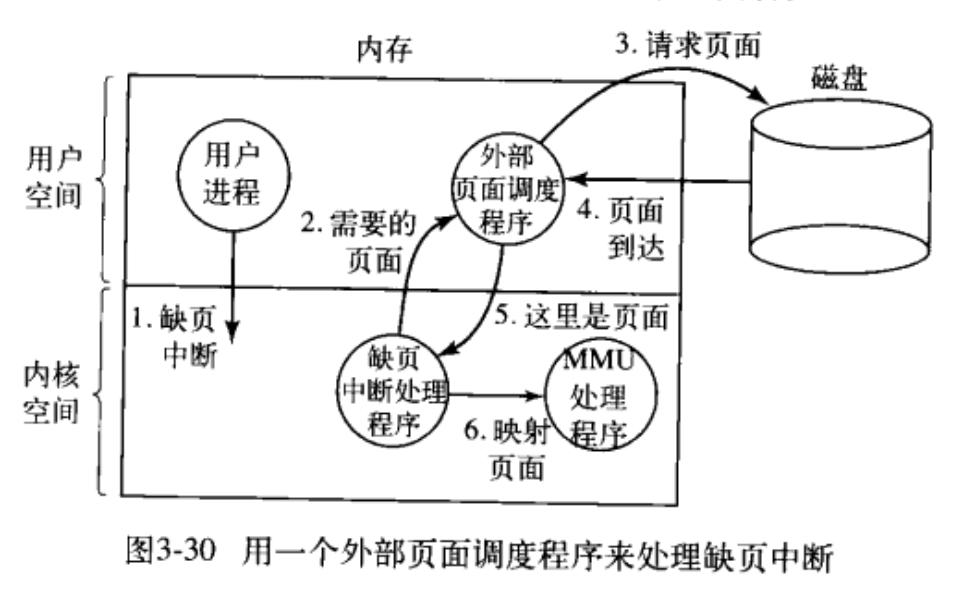 内存
3. 请求页面
磁盘
用户
空间
用户
进程
外部
页面调度
程序
2. 需要的
页面
4. 页面
到达
1. 缺页
中断
5. 这里是页面
内核
空间
缺页
中断处理
程序
MMU
处理
程序
6. 映射
页面
图3-30 用一个外部页面调度程序来处理缺页中断